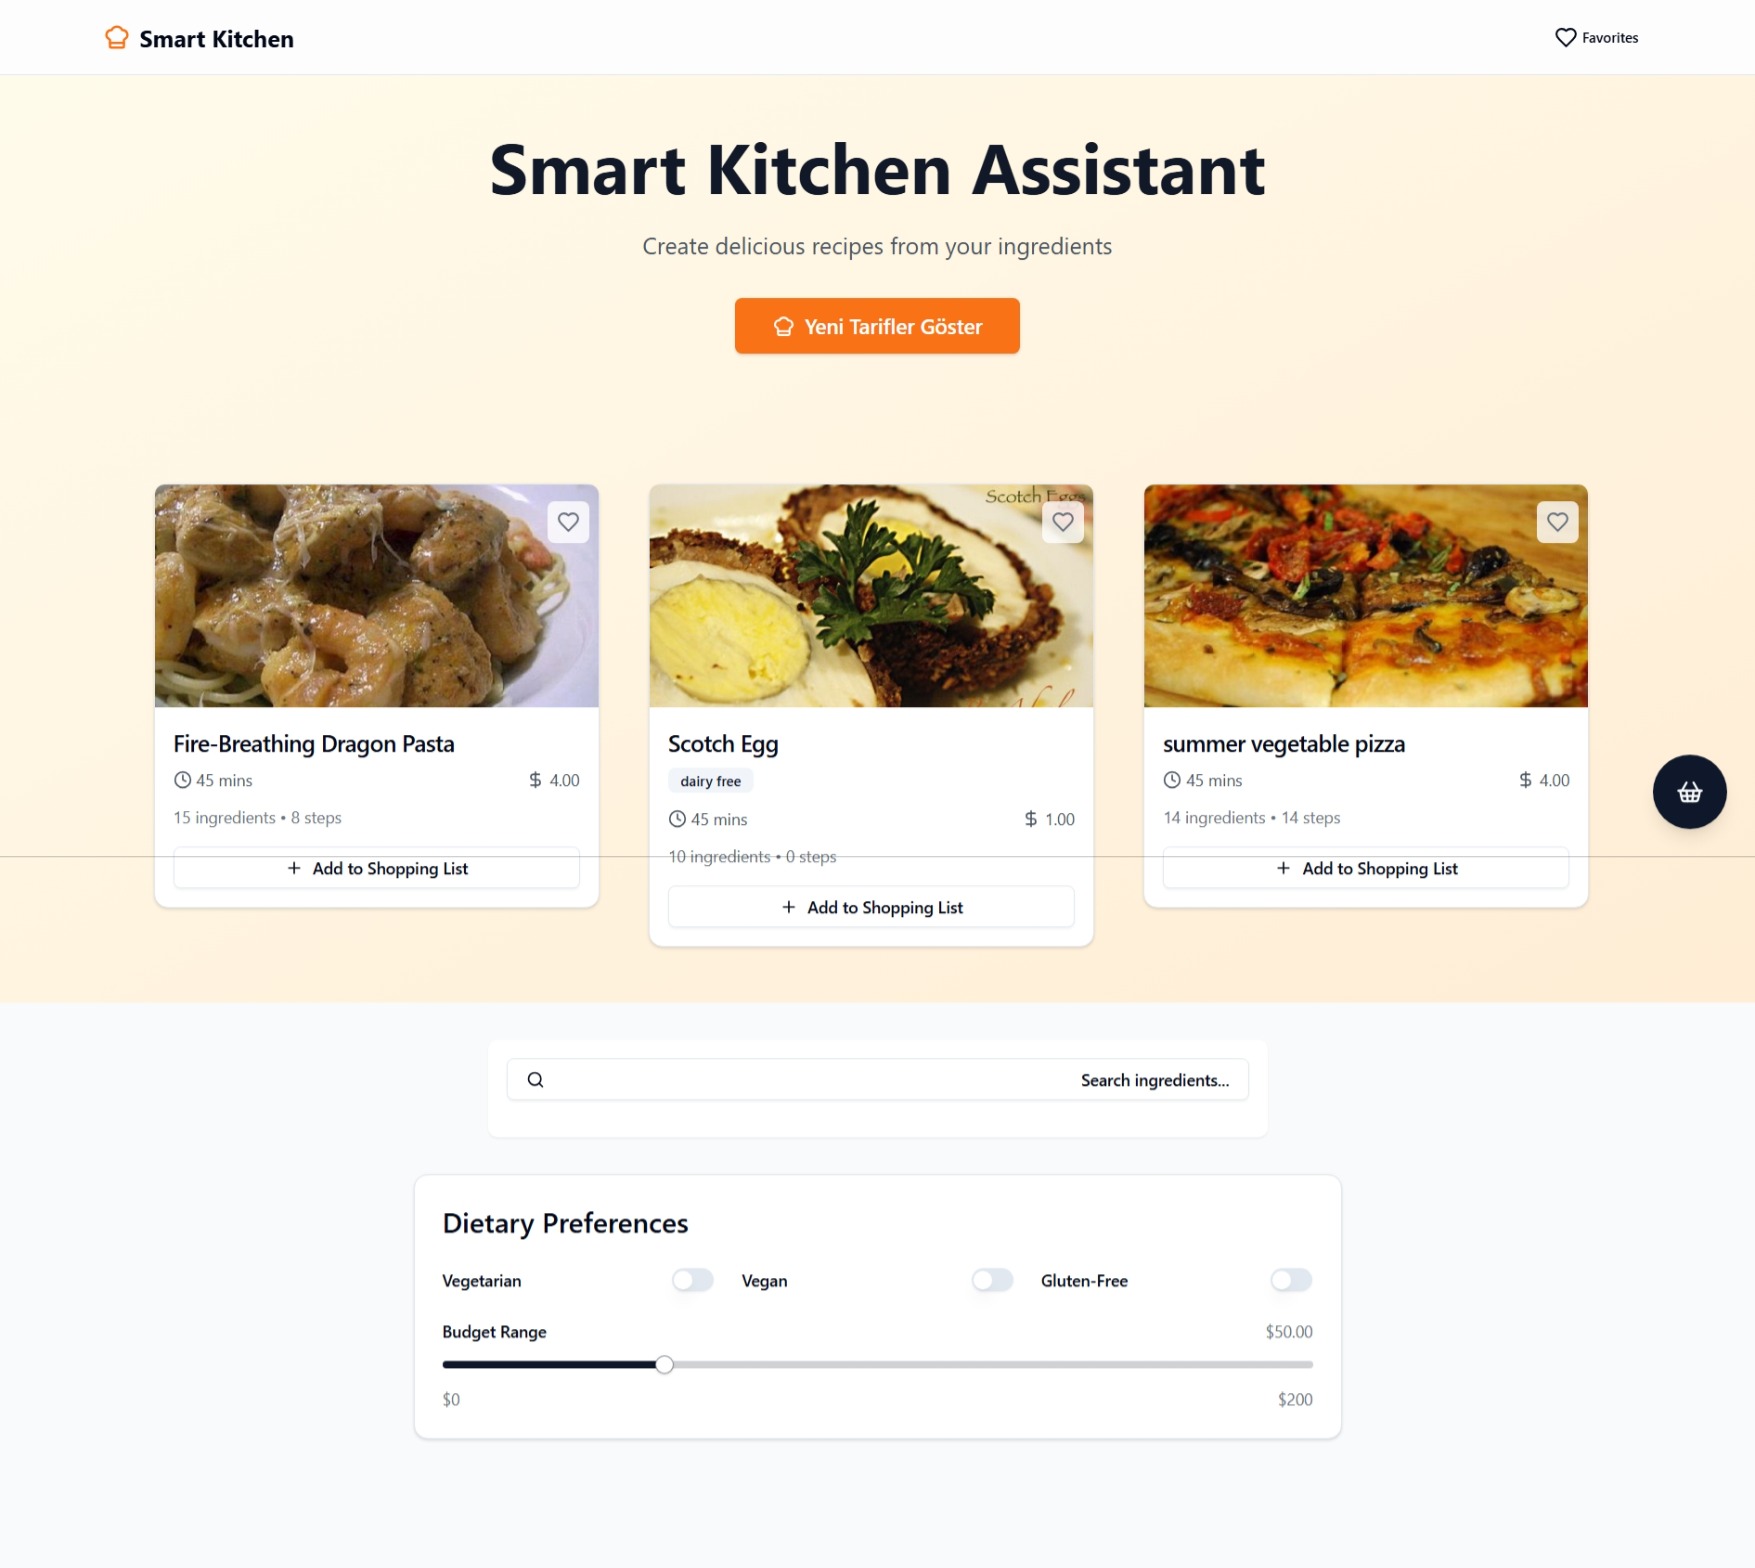 Smart Kitchen
Favorites
Smart Kitchen Assistant
Create delicious recipes from your ingredients
Yeni Tarifler Göster
Scotch Eggs
Fire-Breathing Dragon Pasta
45 mins
$ 4.00
15 ingredients • 8 steps
+ Add to Shopping List
Scotch Egg
dairy free
45 mins
$ 1.00
10 ingredients • 0 steps
+ Add to Shopping List
summer vegetable pizza
45 mins
$ 4.00
14 ingredients • 14 steps
+ Add to Shopping List
Search ingredients...
Dietary Preferences
Vegetarian
Vegan
Gluten-Free
Budget Range
$50.00
$0
$200